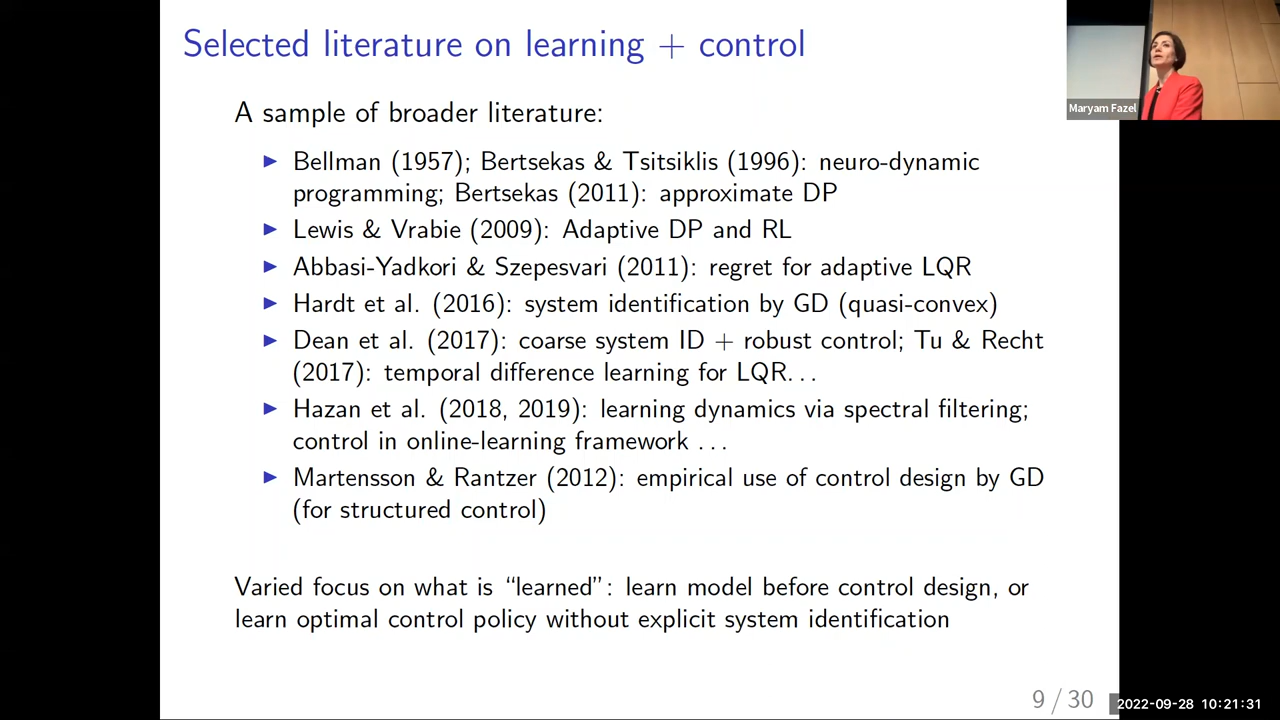 Selected literature on learning + control
Maryam Fazel
A sample of broader literature:
▶ Bellman (1957); Bertsekas & Tsitsiklis (1996): neuro-dynamic
programming; Bertsekas (2011): approximate DP
▶ Lewis & Vrabie (2009): Adaptive DP and RL
▶ Abbasi-Yadkori & Szepesvari (2011): regret for adaptive LQR
▶ Hardt et al. (2016): system identification by GD (quasi-convex)
▶ Dean et al. (2017): coarse system ID + robust control; Tu & Recht
(2017): temporal difference learning for LQR...
▶ Hazan et al. (2018, 2019): learning dynamics via spectral filtering;
control in online-learning framework ...
▶ Martensson & Rantzer (2012): empirical use of control design by GD
(for structured control)
Varied focus on what is “learned”: learn model before control design, or
learn optimal control policy without explicit system identification
9 / 30
2022-09-28 10:21:31